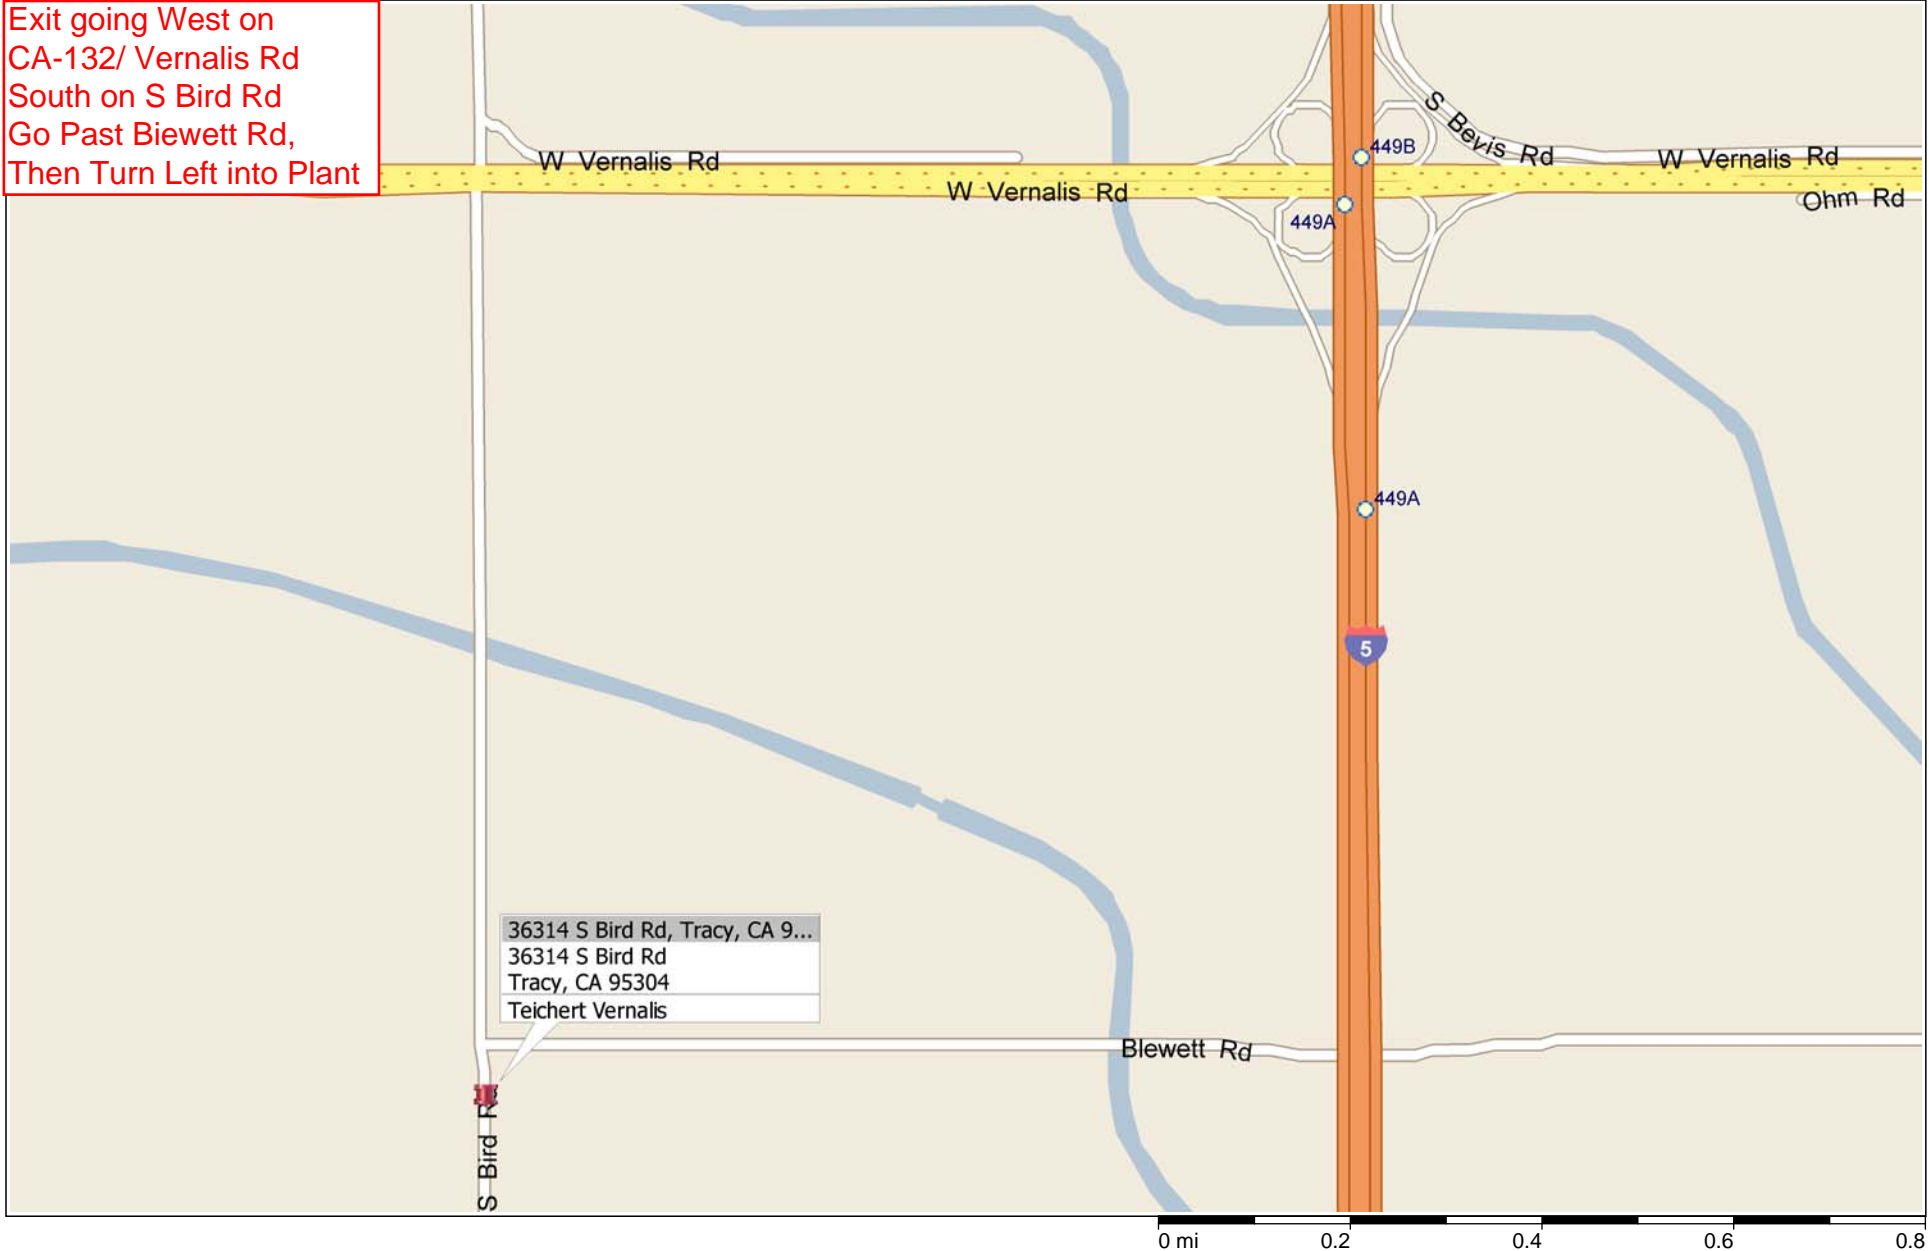 Exit going West on
CA-132/ Vernalis Rd
South on S Bird Rd
Go Past Biewett Rd,
Then Turn Left into Plant
S Bevis Rd
449B
W Vernalis Rd
W Vernalis Rd
W Vernalis Rd
Ohm Rd
449A
449A
5
36314 S Bird Rd, Tracy, CA 9...
36314 S Bird Rd
Tracy, CA 95304
Teichert Vernalis
Blewett Rd
S Bird Rd
0 mi 0.2 0.4 0.6 0.8